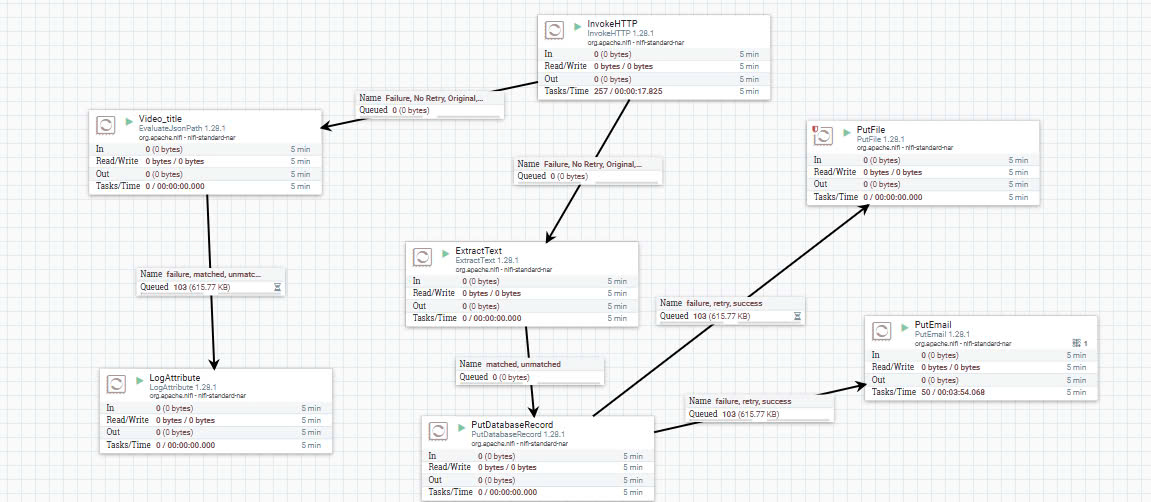 InvokeHTTP
InvokeHTTP 1.28.1
org.apache.nifi - nifi-standard-nar
In 0 (0 bytes) 5 min
Read/Write 0 bytes / 0 bytes 5 min
Out 0 (0 bytes) 5 min
Tasks/Time 257 / 00:00:17.825 5 min
Name Failure, No Retry, Original,...
Queued 0 (0 bytes)
Video_title
EvaluateJsonPath 1.28.1
org.apache.nifi - nifi-standard-nar
In 0 (0 bytes) 5 min
Read/Write 0 bytes / 0 bytes 5 min
Out 0 (0 bytes) 5 min
Tasks/Time 0 / 00:00:00.000 5 min
PutFile
PutFile 1.28.1
org.apache.nifi - nifi-standard-nar
In 0 (0 bytes) 5 min
Read/Write 0 bytes / 0 bytes 5 min
Out 0 (0 bytes) 5 min
Tasks/Time 0 / 00:00:00.000 5 min
Name Failure, No Retry, Original,...
Queued 0 (0 bytes)
ExtractText
ExtractText 1.28.1
org.apache.nifi - nifi-standard-nar
In 0 (0 bytes) 5 min
Read/Write 0 bytes / 0 bytes 5 min
Out 0 (0 bytes) 5 min
Tasks/Time 0 / 00:00:00.000 5 min
Name failure, matched, unmatc...
Queued 103 (615.77 KB)
Name failure, retry, success
Queued 103 (615.77 KB)
PutEmail
PutEmail 1.28.1
org.apache.nifi - nifi-standard-nar
1
In 0 (0 bytes) 5 min
Read/Write 0 bytes / 0 bytes 5 min
Out 0 (0 bytes) 5 min
Tasks/Time 50 / 00:03:54.068 5 min
Name matched, unmatched
Queued 0 (0 bytes)
LogAttribute
LogAttribute 1.28.1
org.apache.nifi - nifi-standard-nar
In 0 (0 bytes) 5 min
Read/Write 0 bytes / 0 bytes 5 min
Out 0 (0 bytes) 5 min
Tasks/Time 0 / 00:00:00.000 5 min
Name failure, retry, success
Queued 103 (615.77 KB)
PutDatabaseRecord
PutDatabaseRecord 1.28.1
org.apache.nifi - nifi-standard-nar
In 0 (0 bytes) 5 min
Read/Write 0 bytes / 0 bytes 5 min
Out 0 (0 bytes) 5 min
Tasks/Time 0 / 00:00:00.000 5 min